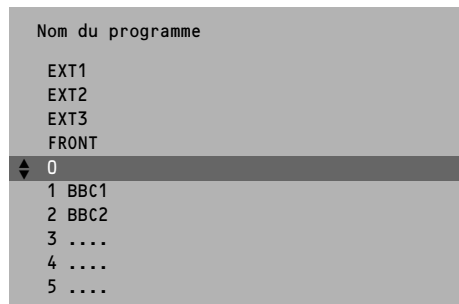 Nom du programme
EXT1
EXT2
EXT3
FRONT
0
1 BBC1
2 BBC2
3 ....
4 ....
5 ....